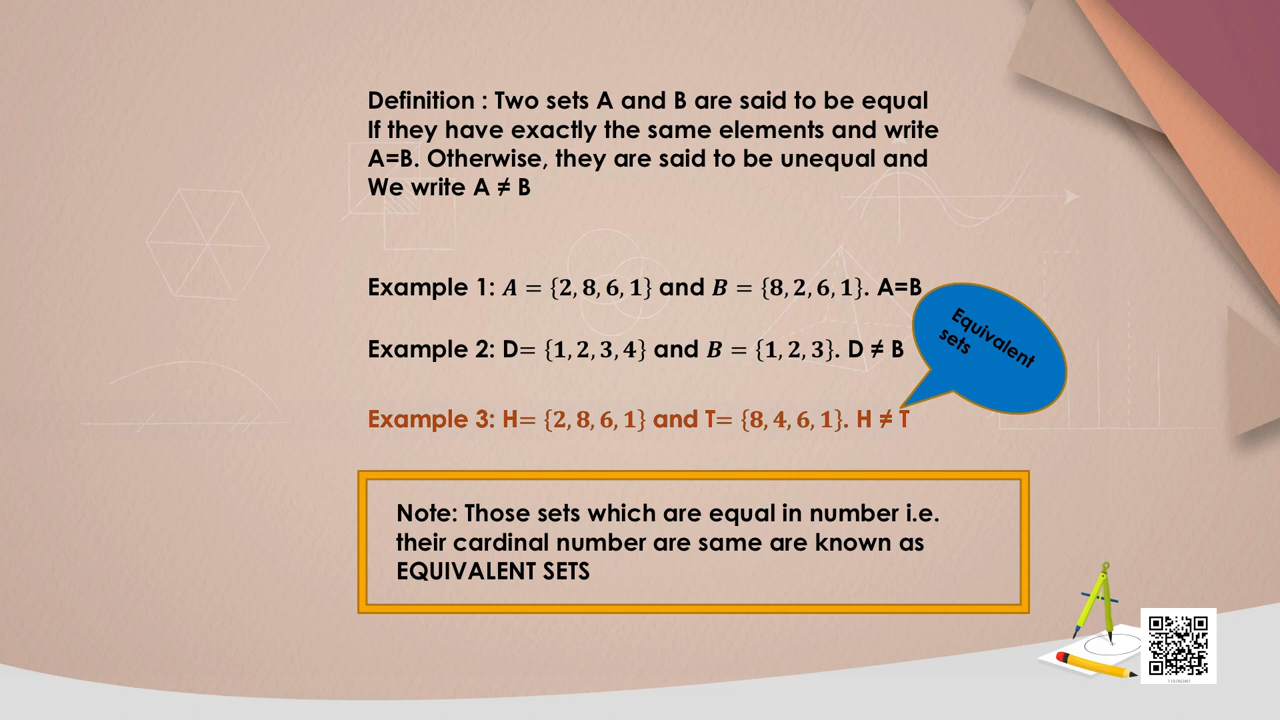 Definition : Two sets A and B are said to be equal
If they have exactly the same elements and write
A=B. Otherwise, they are said to be unequal and
We write A ≠ B
Example 1: A = {2, 8, 6, 1} and B = {8, 2, 6, 1}. A=B
Equivalent
sets
Example 2: D= {1, 2, 3, 4} and B = {1, 2, 3}. D ≠ B
Example 3: H= {2, 8, 6, 1} and T= {8, 4, 6, 1}. H ≠ T
Note: Those sets which are equal in number i.e.
their cardinal number are same are known as
EQUIVALENT SETS